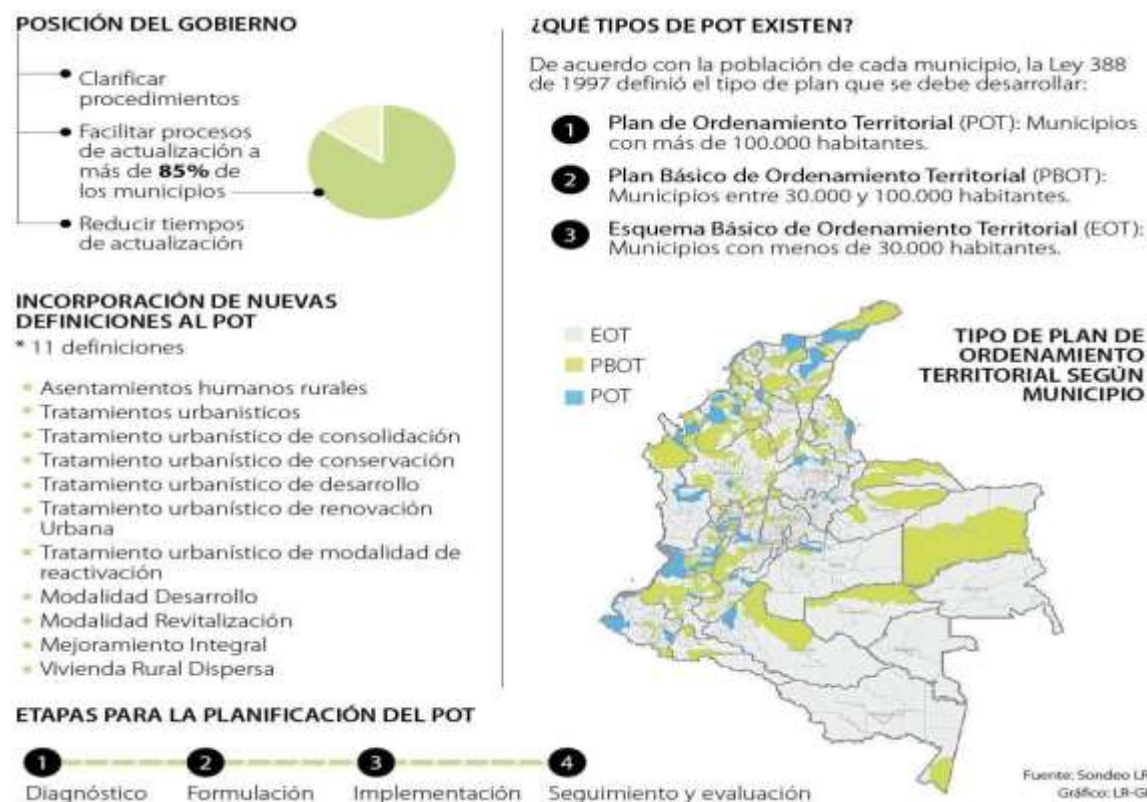 POSICIÓN DEL GOBIERNO
Clarificar
procedimientos
Facilitar procesos
de actualización a
más de 85% de
los municipios
Reducir tiempos
de actualización
INCORPORACIÓN DE NUEVAS
DEFINICIONES AL POT
* 11 definiciones
Asentamientos humanos rurales
Tratamientos urbanisticos
Tratamiento urbanístico de consolidación
Tratamiento urbanístico de conservación
Tratamiento urbanístico de desarrollo
Tratamiento urbanístico de renovación
Urbana
Tratamiento urbanístico de modalidad de
reactivación
Modalidad Desarrollo
Modalidad Revitalización
Mejoramiento Integral
Vivienda Rural Dispersa
¿QUÉ TIPOS DE POT EXISTEN?
De acuerdo con la población de cada municipio, la Ley 388
de 1997 definió el tipo de plan que se debe desarrollar:
1 Plan de Ordenamiento Territorial (POT): Municipios
con más de 100.000 habitantes.
2 Plan Básico de Ordenamiento Territorial (PBOT):
Municipios entre 30.000 y 100.000 habitantes.
3 Esquema Básico de Ordenamiento Territorial (EOT):
Municipios con menos de 30.000 habitantes.
EOT
PBOT
POT
TIPO DE PLAN DE
ORDENAMIENTO
TERRITORIAL SEGÚN
MUNICIPIO
ETAPAS PARA LA PLANIFICACIÓN DEL POT
1 2 3 4
Diagnóstico Formulación Implementación Seguimiento y evaluación
Fuente: Sondeo LR
Gráfico: LR-G